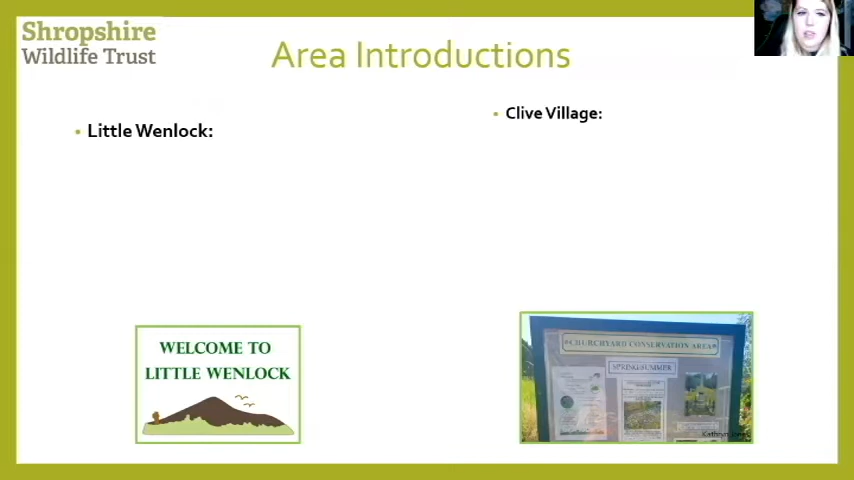 Shropshire
Wildlife Trust
Area Introductions
Little Wenlock:
Clive Village:
WELCOME TO
LITTLE WENLOCK
CHURCHYARD CONSERVATION AREA
SPRING/SUMMER